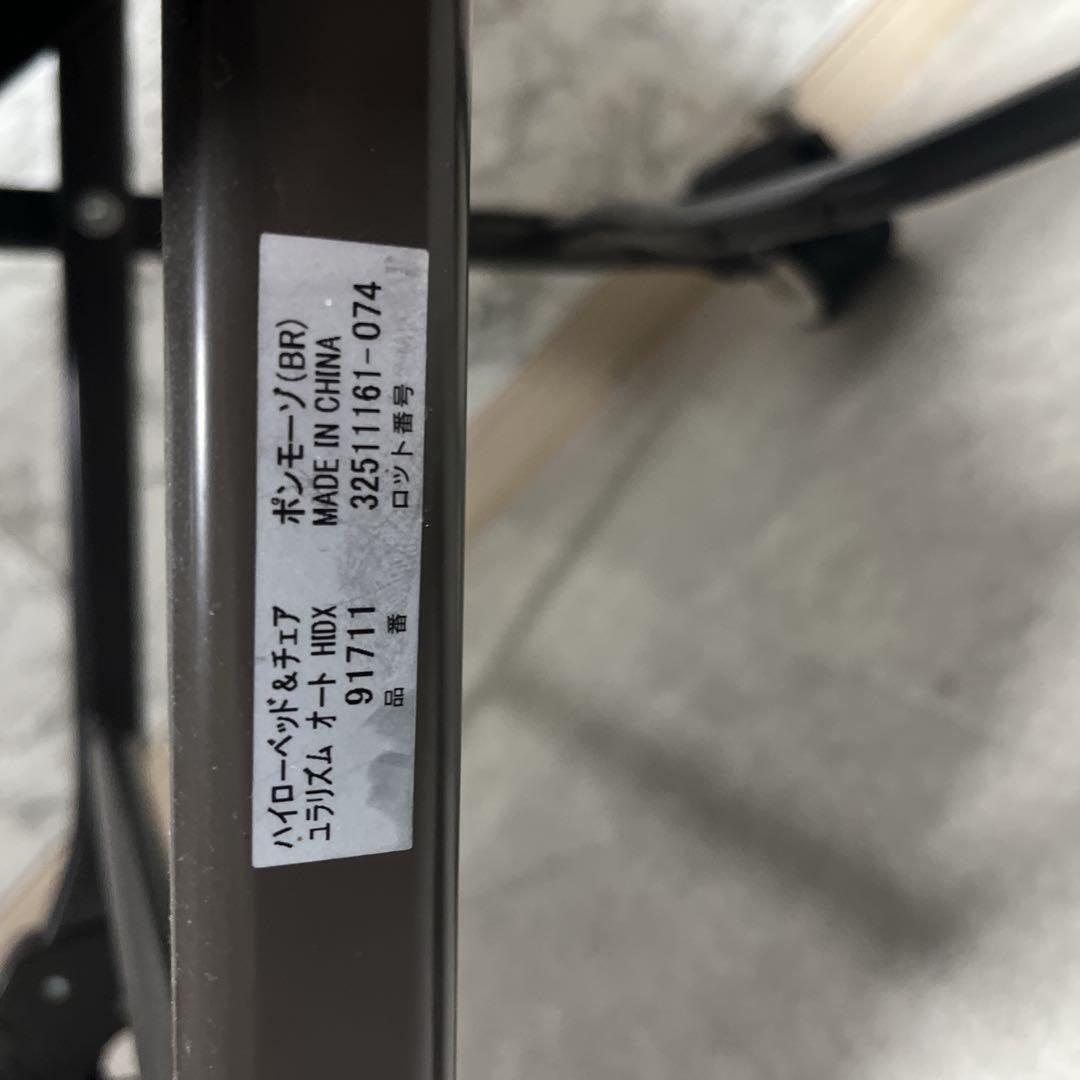 ハイローベッド&チェア ポンモーソ(BR)
ユラリズム オート HIDX MADE IN CHINA
91711 32511161-074
品 番 ロット番号